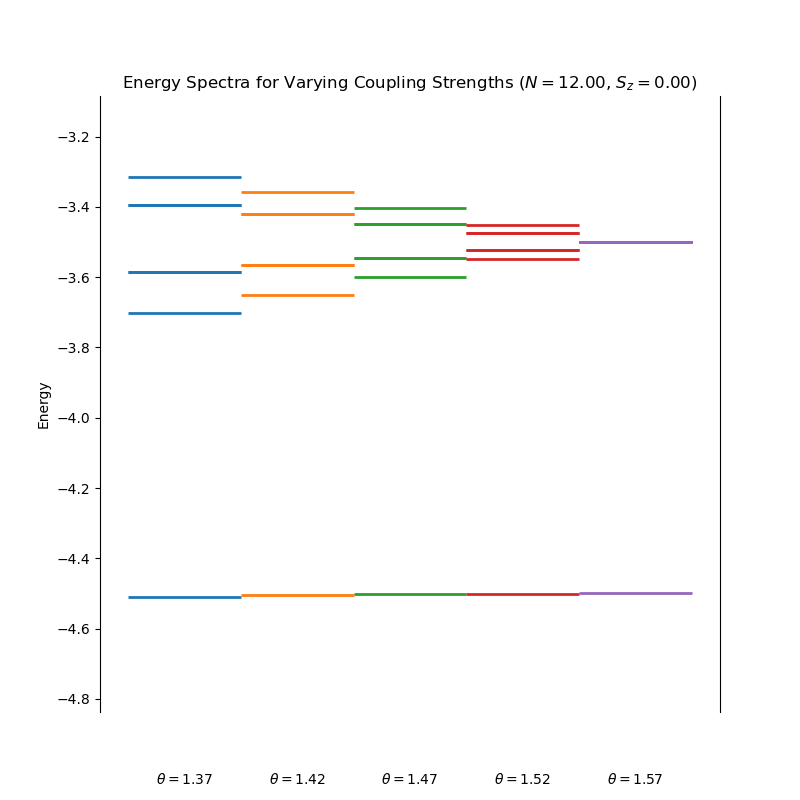 Energy Spectra for Varying Coupling Strengths (N = 12.00, S_z = 0.00)
−3.2
−3.4
−3.6
−3.8
−4.0
−4.2
−4.4
−4.6
−4.8
Energy
θ = 1.37
θ = 1.42
θ = 1.47
θ = 1.52
θ = 1.57